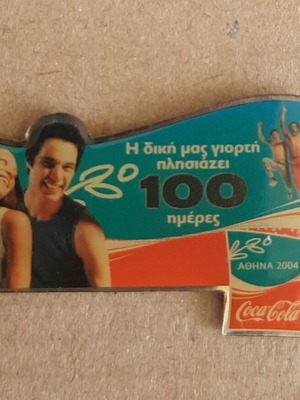 Η δική μας γιορτή
πλησιάζει
100
ημέρες
ΑΘΗΝΑ 2004
Coca-Cola